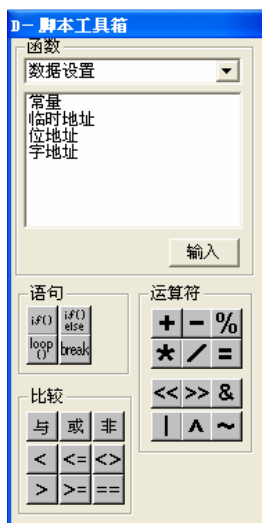 D－脚本工具箱
函数
数据设置
常量
临时地址
位地址
字地址
输入
语句
if() if() else
loop () break
运算符
+ - %
* / =
<< >> &
| ∧ ~
比较
与 或 非
< <= <>
> >= ==